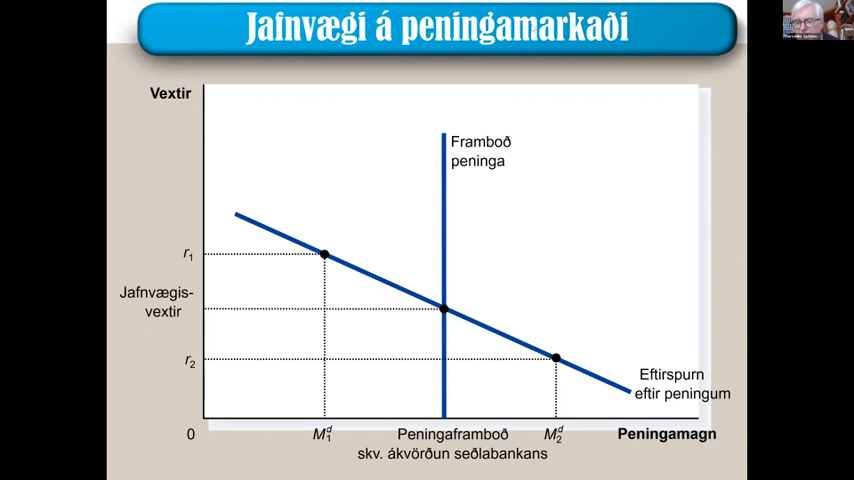 Jafnvægi á peningamarkaði
Vextir
Framboð
peninga
r1
Jafnvægis-
vextir
r2
Eftirspurn
eftir peningum
0
M1d
Peningaframboð
skv. ákvörðun seðlabankans
M2d
Peningamagn